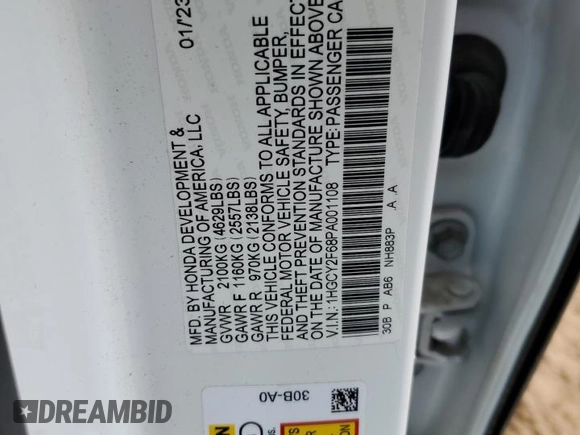 MFD. BY HONDA DEVELOPMENT &
MANUFACTURING OF AMERICA, LLC
01/23
GVWR 2100KG (4629LBS)
GAWR F 1160KG (2557LBS)
GAWR R 970KG (2138LBS)
THIS VEHICLE CONFORMS TO ALL APPLICABLE
FEDERAL MOTOR VEHICLE SAFETY, BUMPER,
AND THEFT PREVENTION STANDARDS IN EFFECT
ON THE DATE OF MANUFACTURE SHOWN ABOVE
V.I.N.: 1HGCY2F68PA001108 TYPE: PASSENGER CA
30B P AB6 NH883P A .A
30B-A0
DREAMBID